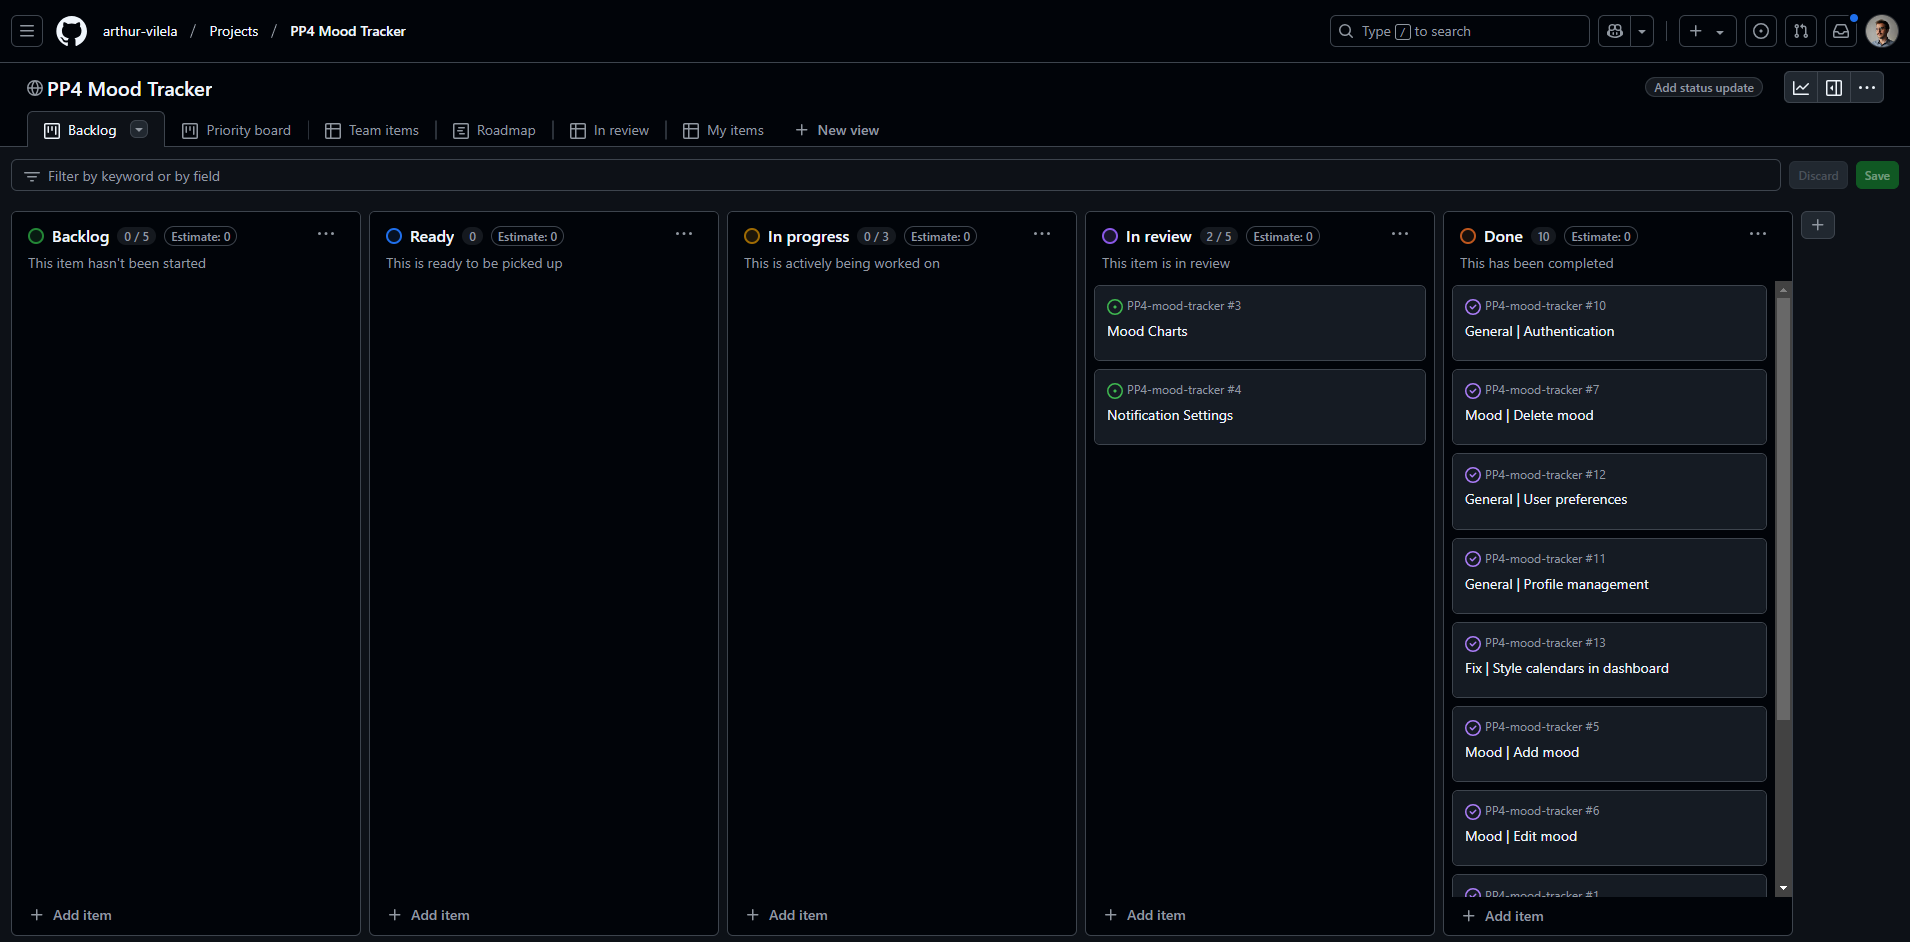 arthur-vilela / Projects / PP4 Mood Tracker
Type / to search
PP4 Mood Tracker
Add status update
Backlog
Priority board
Team items
Roadmap
In review
My items
New view
Filter by keyword or by field
Discard
Save
Backlog 0 / 5 Estimate: 0
This item hasn't been started
Add item
Ready 0 Estimate: 0
This is ready to be picked up
Add item
In progress 0 / 3 Estimate: 0
This is actively being worked on
Add item
In review 2 / 5 Estimate: 0
This item is in review
PP4-mood-tracker #3
Mood Charts
PP4-mood-tracker #4
Notification Settings
Add item
Done 10 Estimate: 0
This has been completed
PP4-mood-tracker #10
General | Authentication
PP4-mood-tracker #7
Mood | Delete mood
PP4-mood-tracker #12
General | User preferences
PP4-mood-tracker #11
General | Profile management
PP4-mood-tracker #13
Fix | Style calendars in dashboard
PP4-mood-tracker #5
Mood | Add mood
PP4-mood-tracker #6
Mood | Edit mood
PP4-mood-tracker #1
Add item